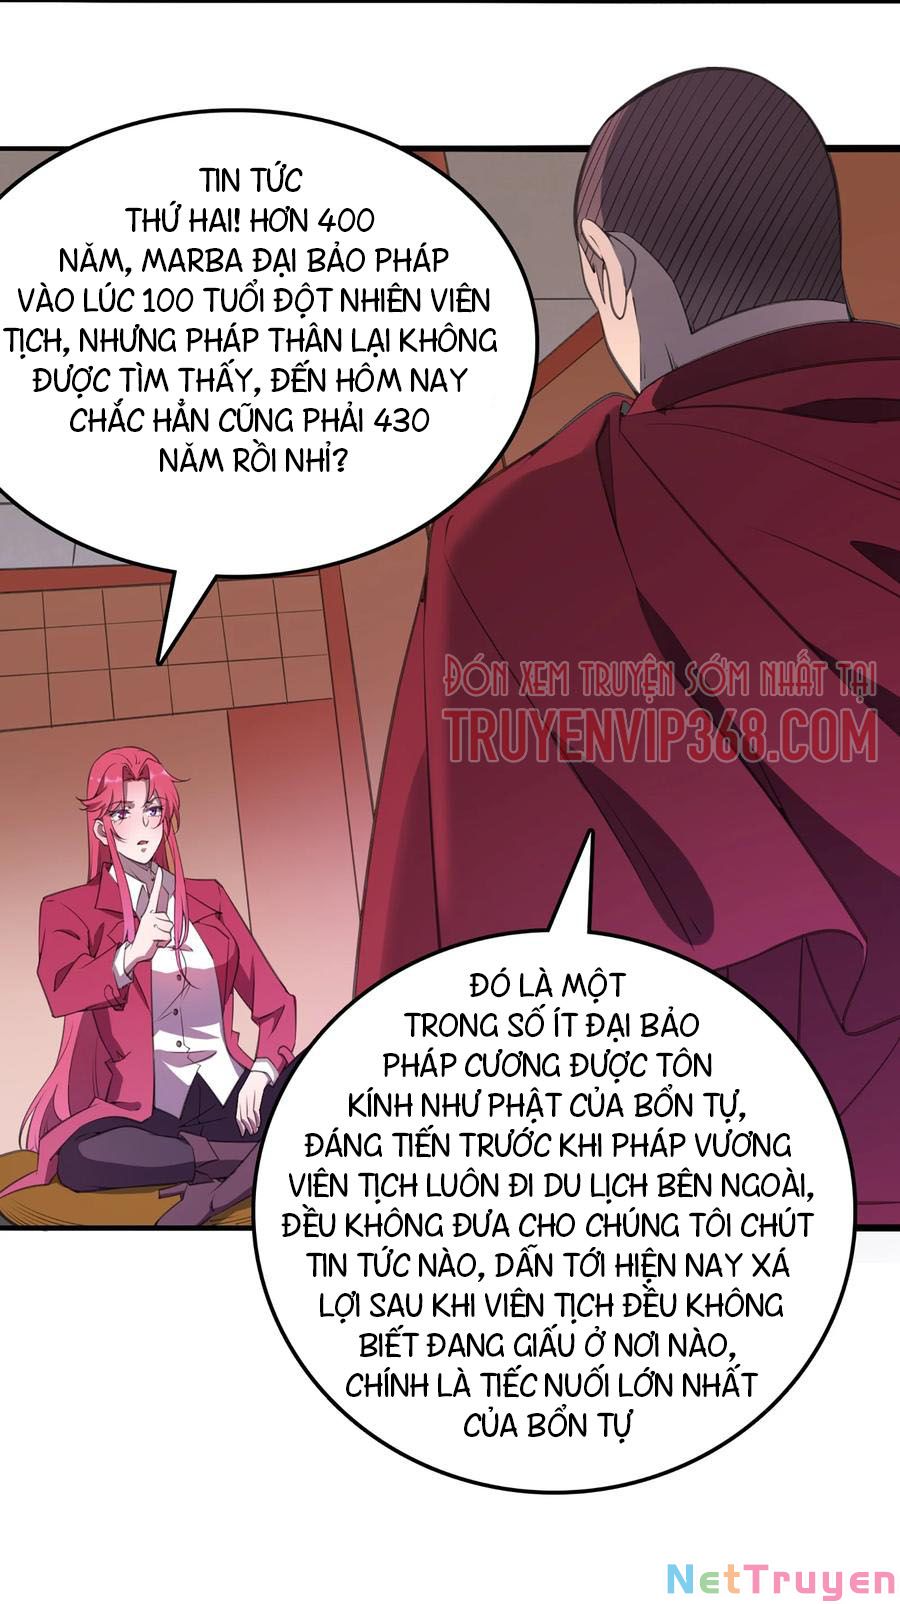 TIN TỨC
THỨ HAI! HƠN 400
NĂM, MARBA ĐẠI BẢO PHÁP
VÀO LÚC 100 TUỔI ĐỘT NHIÊN VIÊN
TỊCH, NHƯNG PHÁP THÂN LẠI KHÔNG
ĐƯỢC TÌM THẤY, ĐẾN HÔM NAY
CHẮC HẲN CŨNG PHẢI 430
NĂM RỒI NHỈ?
ĐÓN XEM TRUYỆN SỚM NHẤT TẠI
TRUYENVIP368.COM
ĐÓ LÀ MỘT
TRONG SỐ ÍT ĐẠI BẢO
PHÁP CƯƠNG ĐƯỢC TÔN
KÍNH NHƯ PHẬT CỦA BỔN TỰ,
ĐÁNG TIẾN TRƯỚC KHI PHÁP VƯƠNG
VIÊN TỊCH LUÔN ĐI DU LỊCH BÊN NGOÀI,
ĐỀU KHÔNG ĐƯA CHO CHÚNG TÔI CHÚT
TIN TỨC NÀO, DẪN TỚI HIỆN NAY XÁ
LỢI SAU KHI VIÊN TỊCH ĐỀU KHÔNG
BIẾT ĐANG GIẤU Ở NƠI NÀO,
CHÍNH LÀ TIẾC NUỐI LỚN NHẤT
CỦA BỔN TỰ
NETTRUYEN